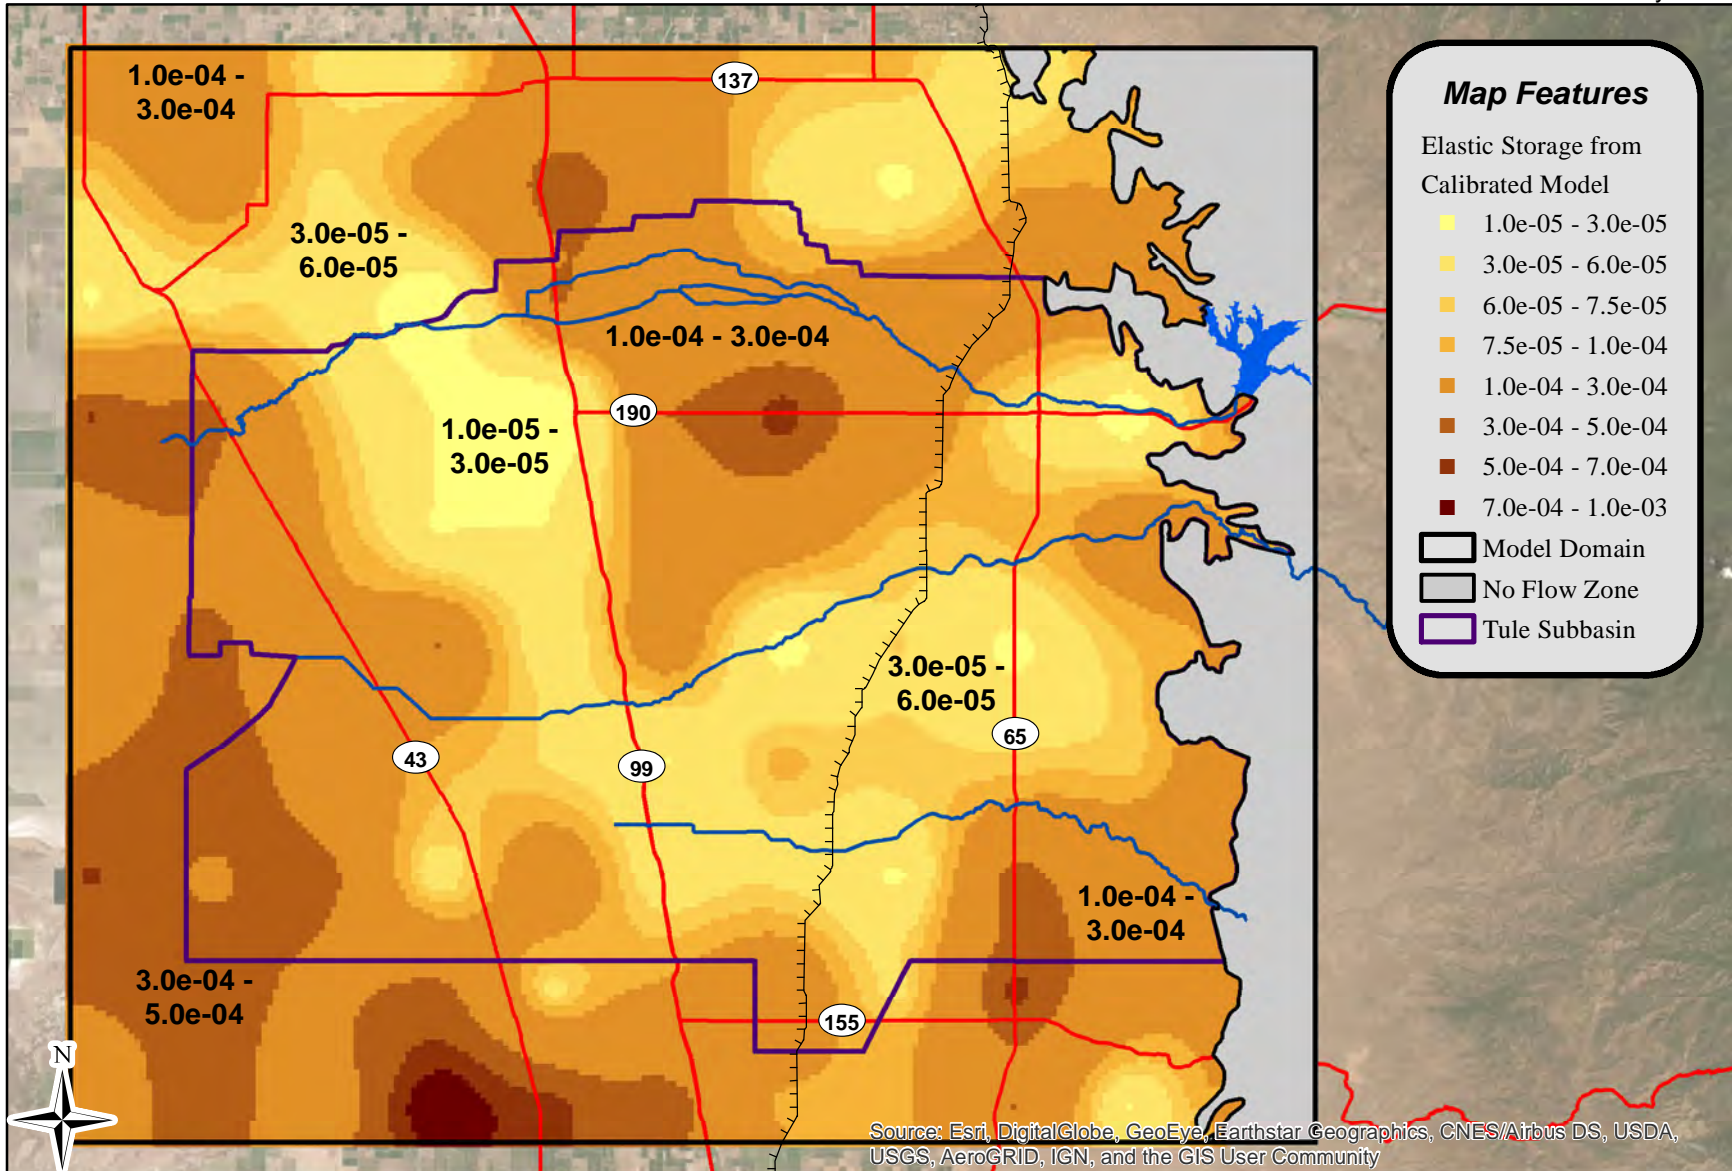 Map Features
Elastic Storage from
Calibrated Model
1.0e-05 - 3.0e-05
3.0e-05 - 6.0e-05
6.0e-05 - 7.5e-05
7.5e-05 - 1.0e-04
1.0e-04 - 3.0e-04
3.0e-04 - 5.0e-04
5.0e-04 - 7.0e-04
7.0e-04 - 1.0e-03
Model Domain
No Flow Zone
Tule Subbasin
1.0e-04 -
3.0e-04
137
3.0e-05 -
6.0e-05
1.0e-04 - 3.0e-04
190
1.0e-05 -
3.0e-05
3.0e-05 -
6.0e-05
65
43
99
1.0e-04 -
3.0e-04
3.0e-04 -
5.0e-04
155
N
Source: Esri, DigitalGlobe, GeoEye, Earthstar Geographics, CNES/Airbus DS, USDA,
USGS, AeroGRID, IGN, and the GIS User Community